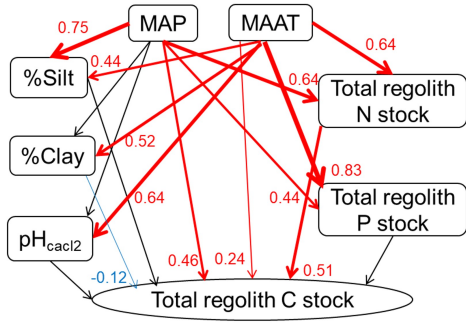 MAP
MAAT
0.75
0.64
0.44
%Silt
0.64
Total regolith
N stock
0.52
%Clay
0.83
0.64
0.44
Total regolith
P stock
pHcacl2
-0.12
0.46
0.24
0.51
Total regolith C stock